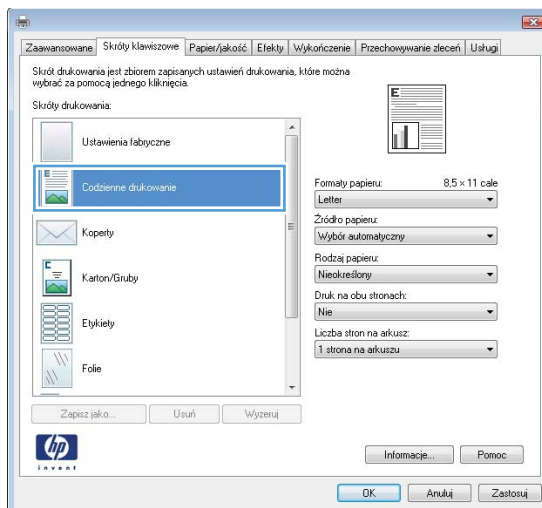 Zaawansowane Skróty klawiszowe Papier/jakość Efekty Wykończenie Przechowywanie zleceń Usługi
Skrót drukowania jest zbiorem zapisanych ustawień drukowania, które można
wybrać za pomocą jednego kliknięcia.
Skróty drukowania:
Ustawienia fabryczne
E
Codzienne drukowanie
Koperty
C
Karton/Gruby
Etykiety
Folie
E
Formaty papieru: 8,5 × 11 cale
Letter
Źródło papieru:
Wybór automatyczny
Rodzaj papieru:
Nieokreślony
Druk na obu stronach:
Nie
Liczba stron na arkusz:
1 strona na arkuszu
Zapisz jako... Usuń Wyzeruj
hp
invent
Informacje... Pomoc
OK Anuluj Zastosuj